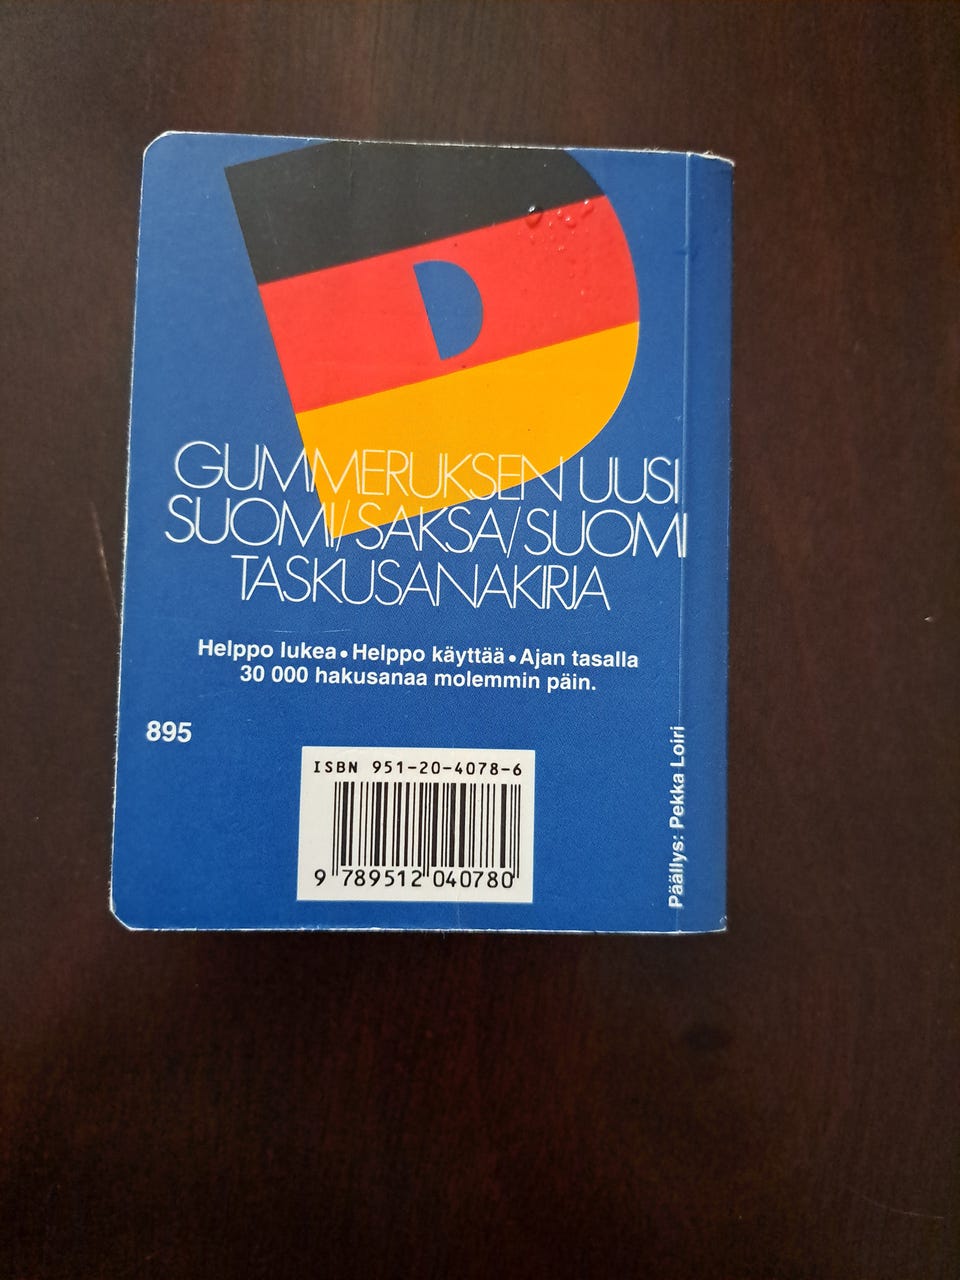 D
GUMMERUKSEN UUSI
SUOMI/SAKSA/SUOMI
TASKUSANAKIRJA
Helppo lukea • Helppo käyttää • Ajan tasalla
30 000 hakusanaa molemmin päin.
895
ISBN 951-20-4078-6
9 789512 040780
Päällys: Pekka Loiri